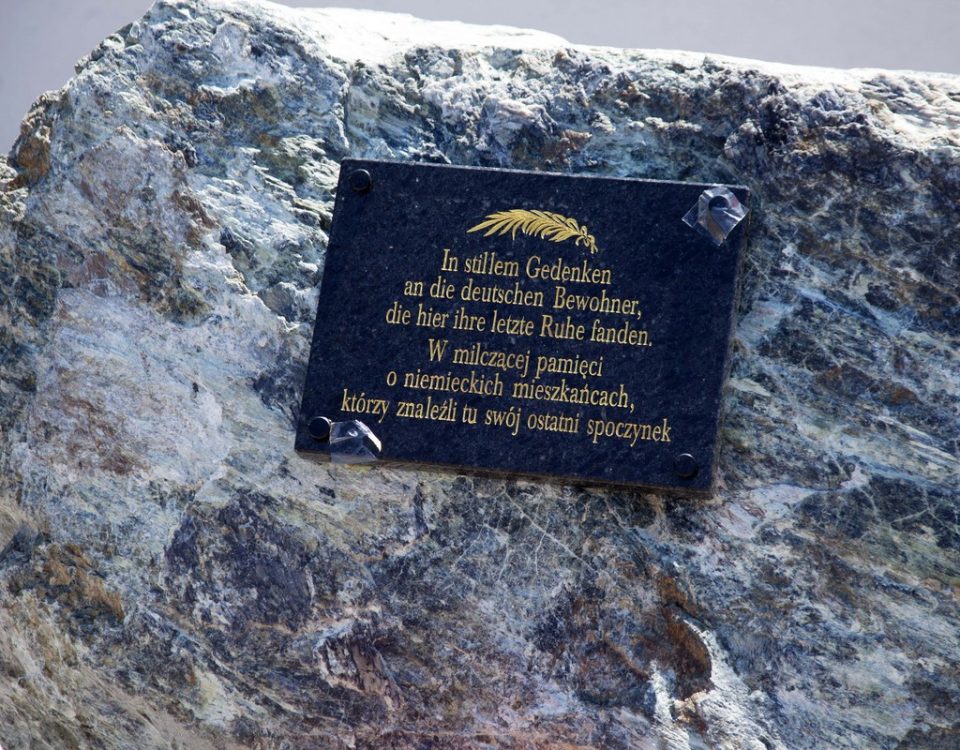 In stillem Gedenken
an die deutschen Bewohner,
die hier ihre letzte Ruhe fanden.
W milczącej pamięci
o niemieckich mieszkańcach,
którzy znaleźli tu swój ostatni spoczynek